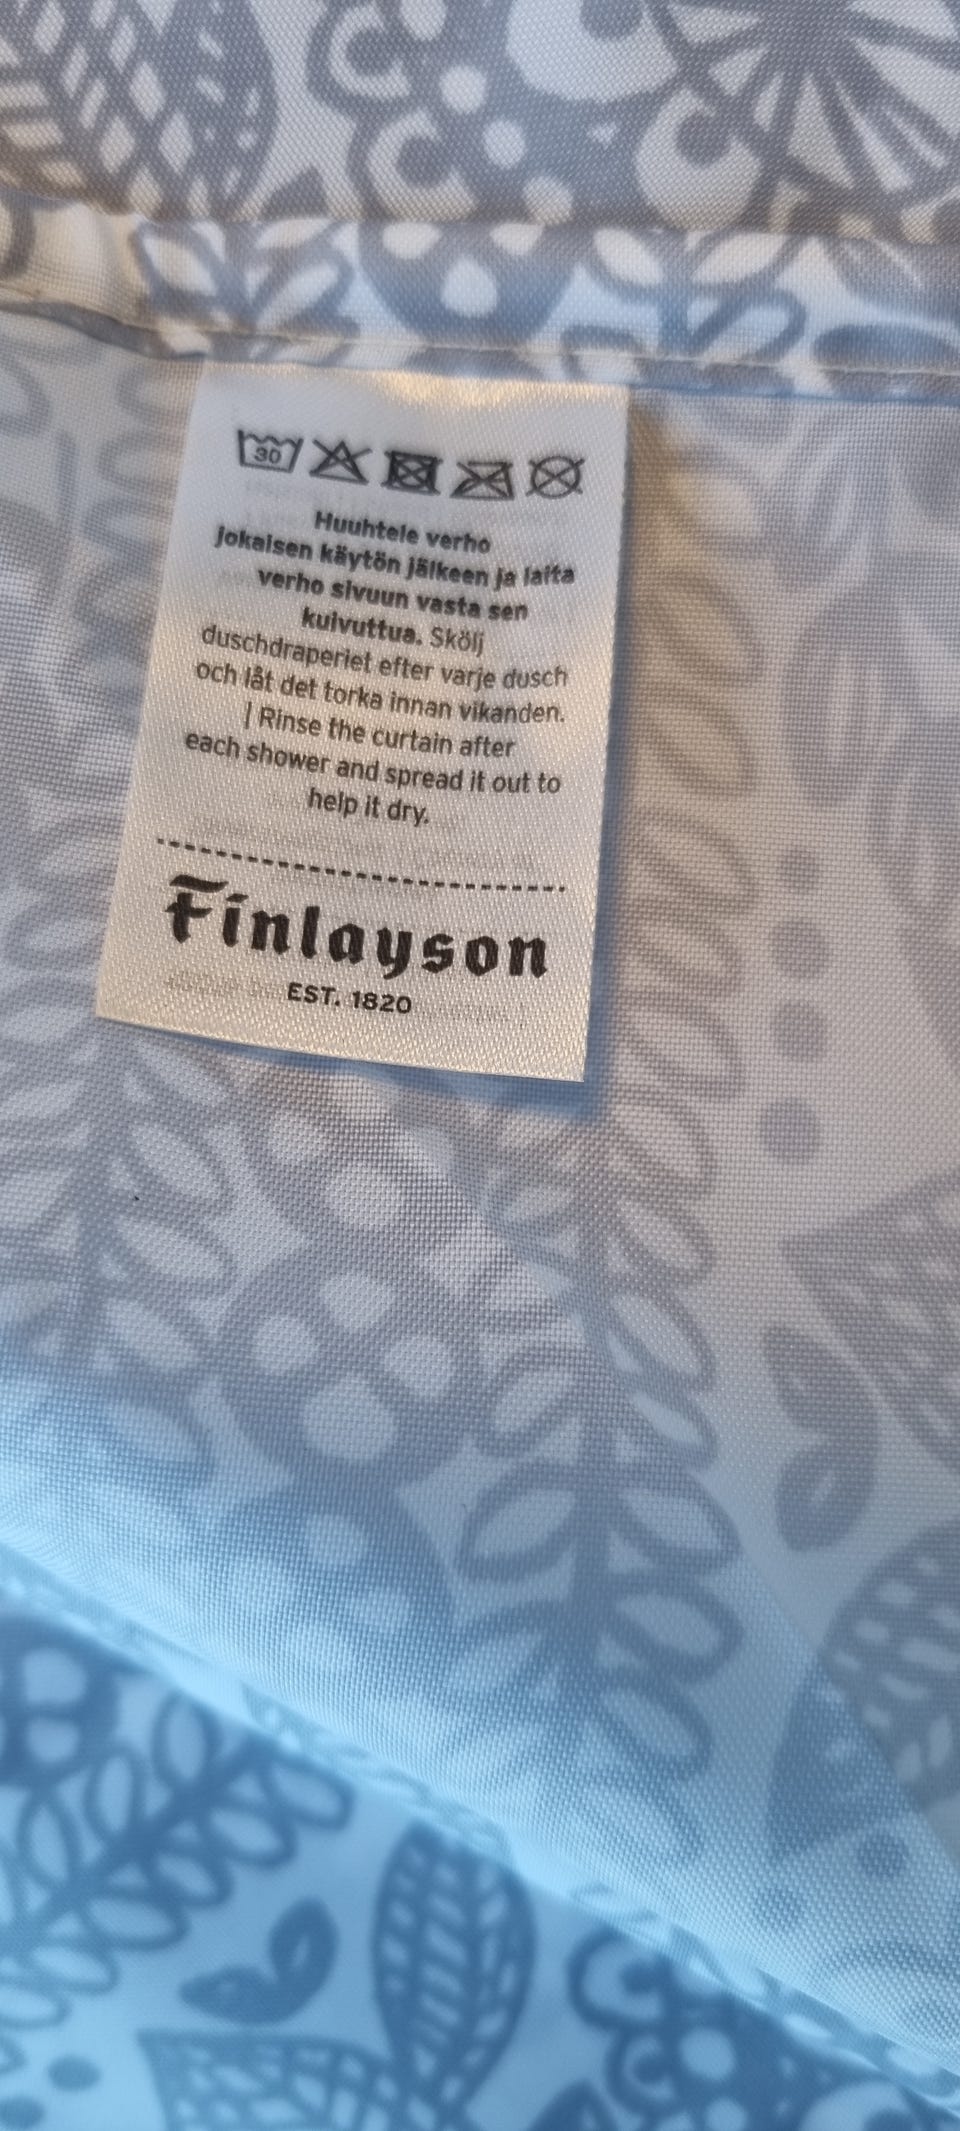 30
Huuhtele verho
jokaisen käytön jälkeen ja laita
verho sivuun vasta sen
kuivuttua. Skölj
duschdraperiet efter varje dusch
och låt det torka innan vikanden.
| Rinse the curtain after
each shower and spread it out to
help it dry.
Finlayson
EST. 1820